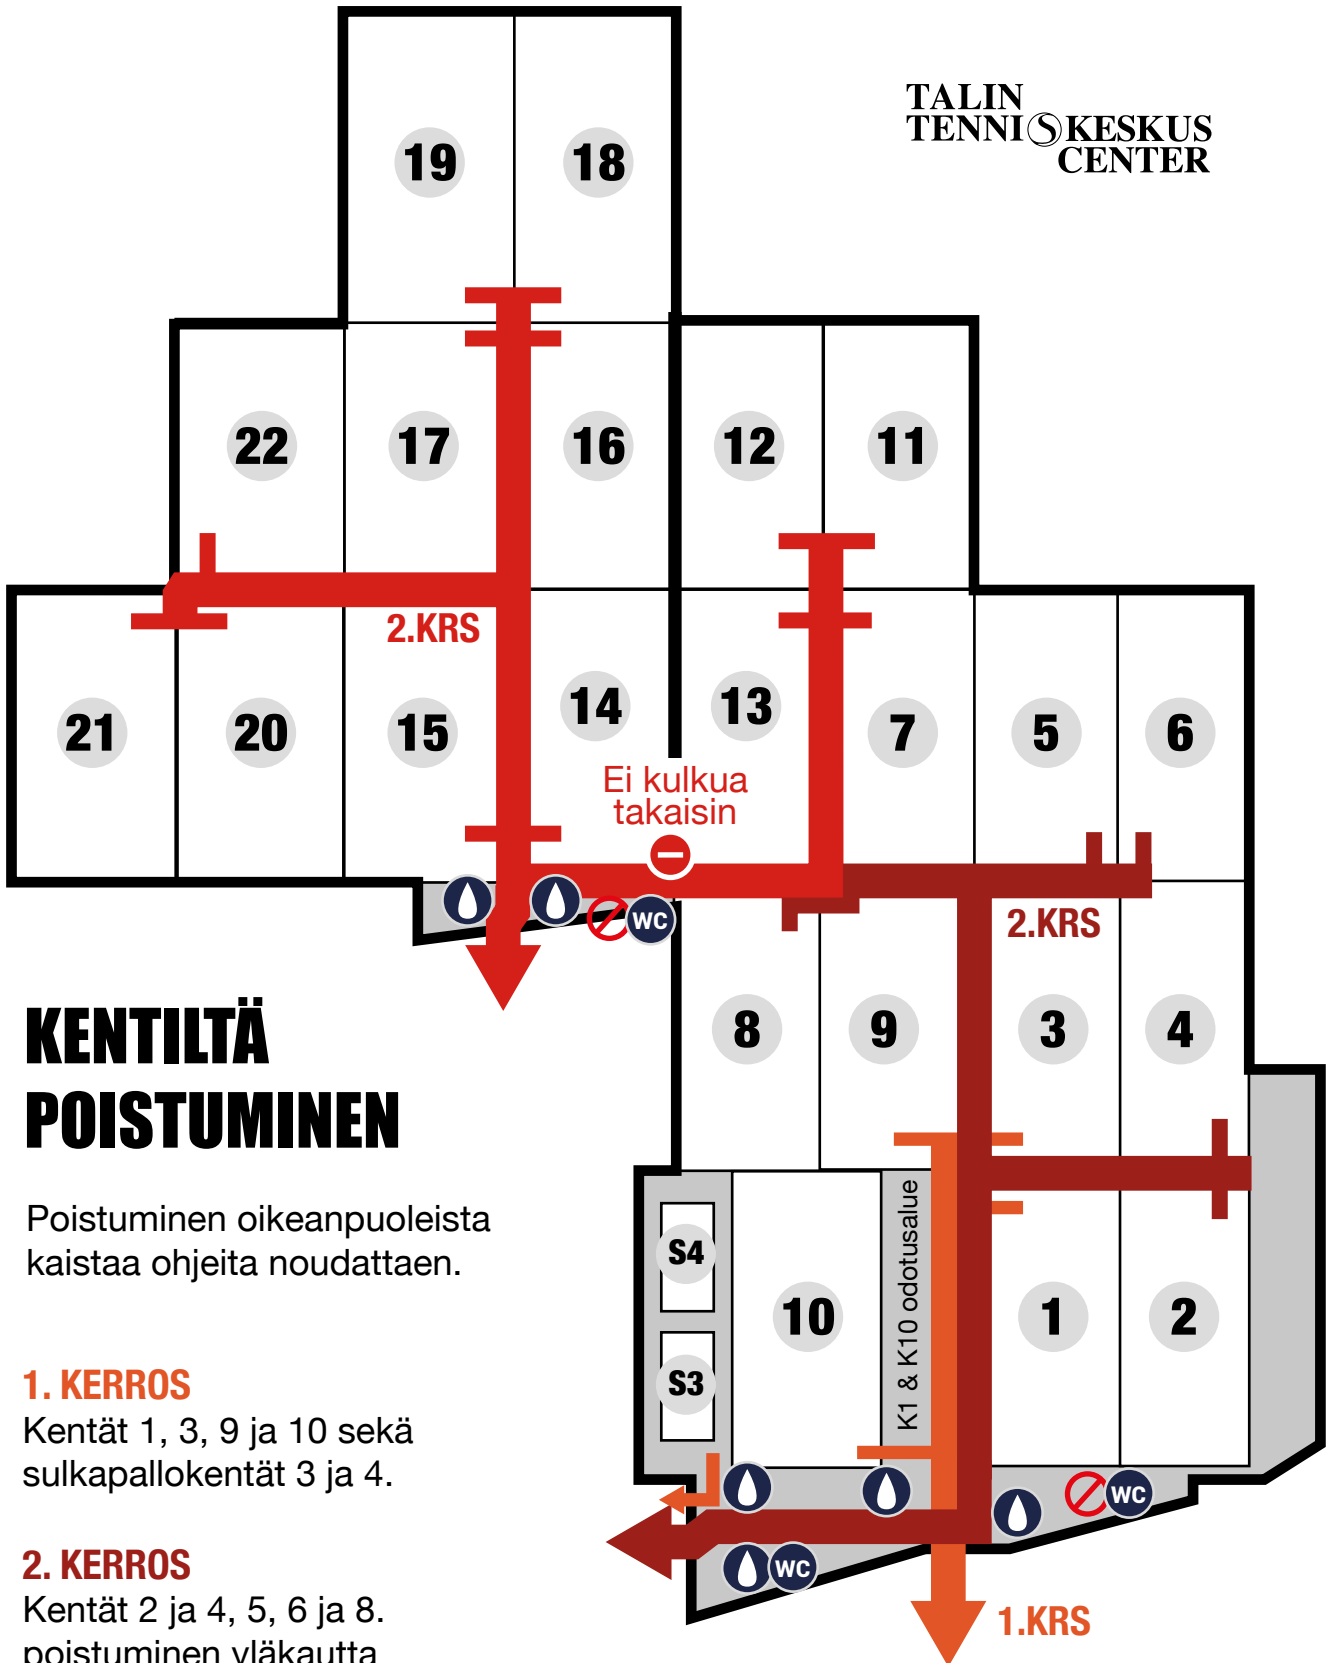 TALIN
TENNISKESKUS
CENTER
19
18
22
17
16
12
11
2.KRS
21
20
15
14
13
7
5
6
Ei kulkua
takaisin
WC
2.KRS
8
9
3
4
KENTILTÄ
POISTUMINEN
Poistuminen oikeanpuoleista
kaistaa ohjeita noudattaen.
S4
S3
10
K1 & K10 odotusalue
1
2
1. KERROS
Kentät 1, 3, 9 ja 10 sekä
sulkapallokentät 3 ja 4.
WC
WC
2. KERROS
Kentät 2 ja 4, 5, 6 ja 8.
poistuminen yläkautta
1.KRS